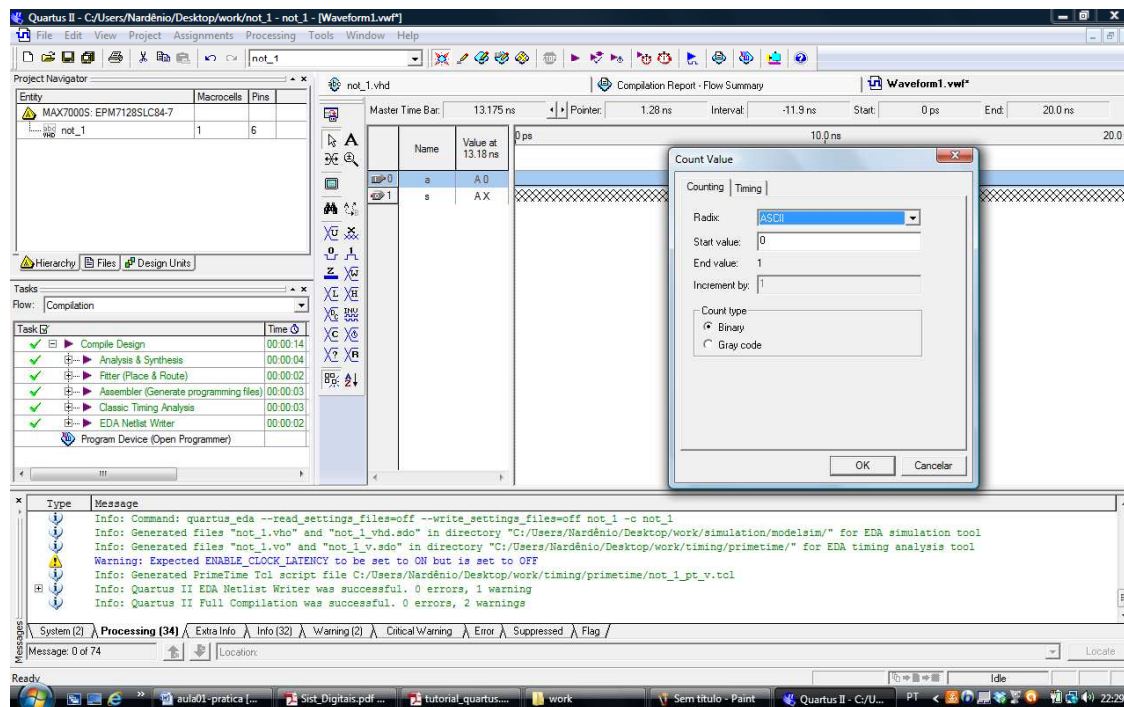 Quartus II - C:/Users/Nardênio/Desktop/work/not_1 - not_1 - [Waveform1.vwf*]
File Edit View Project Assignments Processing Tools Window Help
not_1
Project Navigator
Entity Macrocells Pins
MAX7000S: EPM7128SLC84-7
not_1 1 6
Hierarchy Files Design Units
Tasks
Flow: Compilation
Task Time
Compile Design 00:00:14
Analysis & Synthesis 00:00:04
Fitter (Place & Route) 00:00:02
Assembler (Generate programming files) 00:00:03
Classic Timing Analysis 00:00:03
EDA Netlist Writer 00:00:02
Program Device (Open Programmer)
not_1.vhd Compilation Report - Flow Summary Waveform1.vwf*
Master Time Bar: 13.175 ns Pointer: 1.28 ns Interval: -11.9 ns Start: 0 ps End: 20.0 ns
Name Value at 13.18 ns
0 ps 10.0 ns 20.0
0 a A 0
1 s A X
Count Value
Counting Timing
Radix: ASCII
Start value: 0
End value: 1
Increment by: 1
Count type
Binary
Gray code
OK Cancelar
Type Message
Info: Command: quartus_eda --read_settings_files=off --write_settings_files=off not_1 -c not_1
Info: Generated files "not_1.vho" and "not_1_vhd.sdo" in directory "C:/Users/Nardênio/Desktop/work/simulation/modelsim/" for EDA simulation tool
Info: Generated files "not_1.vo" and "not_1_v.sdo" in directory "C:/Users/Nardênio/Desktop/work/timing/primetime/" for EDA timing analysis tool
Warning: Expected ENABLE_CLOCK_LATENCY to be set to ON but is set to OFF
Info: Generated PrimeTime Tcl script file C:/Users/Nardênio/Desktop/work/timing/primetime/not_1_pt_v.tcl
Info: Quartus II EDA Netlist Writer was successful. 0 errors, 1 warning
Info: Quartus II Full Compilation was successful. 0 errors, 2 warnings
System (2) Processing (34) Extra Info Info (32) Warning (2) Critical Warning Error Suppressed Flag
Messages
Message: 0 of 74 Location: Locate
Ready Idle
aula01-pratica [... Sist_Digitais.pdf ... tutorial_quartus.... work Sem título - Paint Quartus II - C:/U... PT 22:29